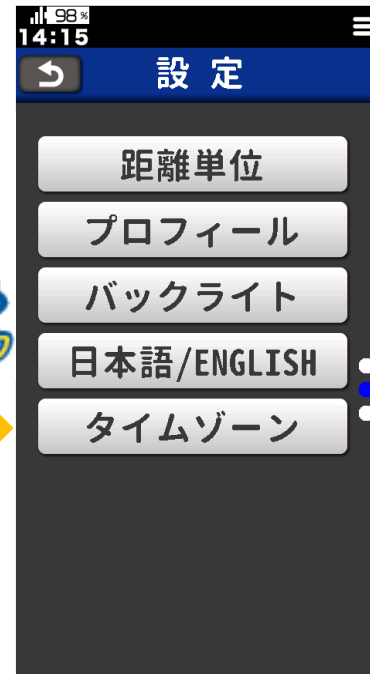 98%
14:15
設 定
距離単位
プロフィール
バックライト
日本語/ENGLISH
タイムゾーン